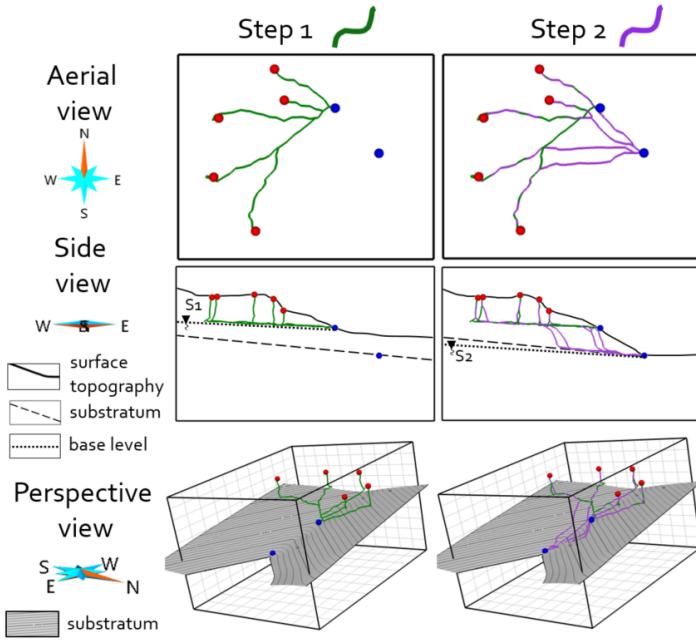 Step 1
Step 2
Aerial
view
N
W
E
S
Side
view
W
E
S1
S2
surface
topography
substratum
base level
Perspective
view
S
W
E
N
substratum